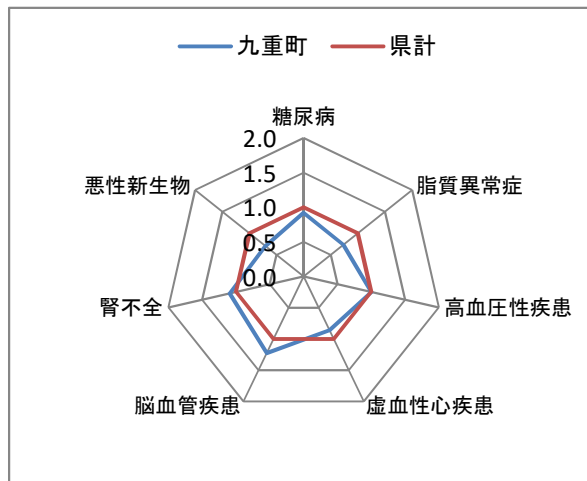 九重町 県計
糖尿病
2.0
1.5
1.0
0.5
0.0
脂質異常症
高血圧性疾患
虚血性心疾患
脳血管疾患
腎不全
悪性新生物